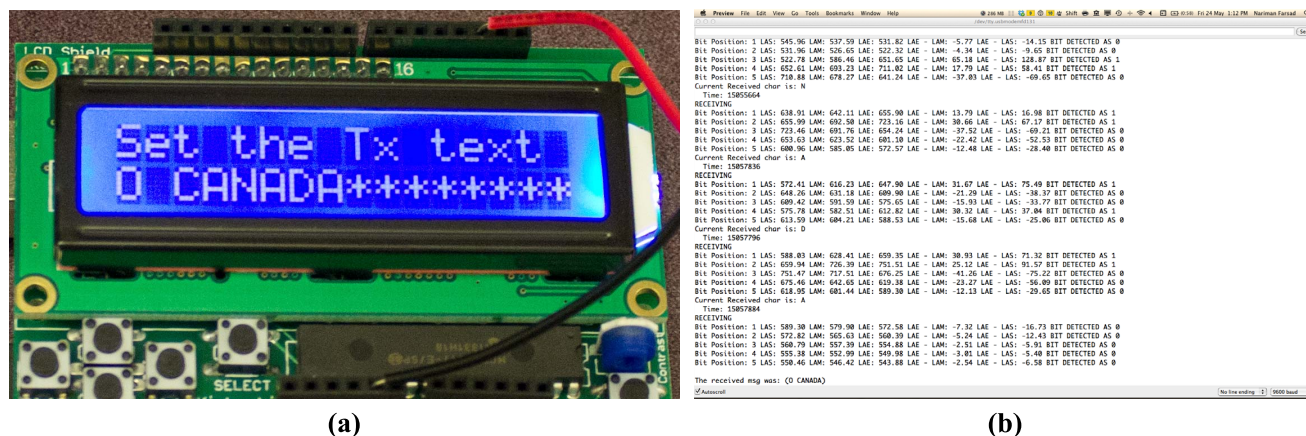 LCD Shield
1
16
Set the Tx text
O CANADA********
SELECT
Contrast
(a)
Preview File Edit View Go Tools Bookmarks Window Help
Fri 24 May 1:12 PM Nariman Farsad
Bit Position: 1 LAS: 545.96 LAM: 537.59 LAE: 531.82 LAE - LAM: -5.77 LAE - LAS: -14.15 BIT DETECTED AS 0
Bit Position: 2 LAS: 531.96 LAM: 526.65 LAE: 522.32 LAE - LAM: -4.34 LAE - LAS: -9.65 BIT DETECTED AS 0
Bit Position: 3 LAS: 522.78 LAM: 586.46 LAE: 651.65 LAE - LAM: 65.18 LAE - LAS: 128.87 BIT DETECTED AS 1
Bit Position: 4 LAS: 652.61 LAM: 693.23 LAE: 711.02 LAE - LAM: 17.79 LAE - LAS: 58.41 BIT DETECTED AS 1
Bit Position: 5 LAS: 710.88 LAM: 678.27 LAE: 641.24 LAE - LAM: -37.03 LAE - LAS: -69.65 BIT DETECTED AS 0
Current Received char is: N
Time: 15055664
RECEIVING
Bit Position: 1 LAS: 638.91 LAM: 642.11 LAE: 655.90 LAE - LAM: 13.79 LAE - LAS: 16.98 BIT DETECTED AS 1
Bit Position: 2 LAS: 655.99 LAM: 692.50 LAE: 723.16 LAE - LAM: 30.66 LAE - LAS: 67.17 BIT DETECTED AS 1
Bit Position: 3 LAS: 723.46 LAM: 691.76 LAE: 654.24 LAE - LAM: -37.52 LAE - LAS: -69.21 BIT DETECTED AS 0
Bit Position: 4 LAS: 653.63 LAM: 623.52 LAE: 601.10 LAE - LAM: -22.42 LAE - LAS: -52.53 BIT DETECTED AS 0
Bit Position: 5 LAS: 600.96 LAM: 585.05 LAE: 572.57 LAE - LAM: -12.48 LAE - LAS: -28.40 BIT DETECTED AS 0
Current Received char is: A
Time: 15057836
RECEIVING
Bit Position: 1 LAS: 572.41 LAM: 616.23 LAE: 647.90 LAE - LAM: 31.67 LAE - LAS: 75.49 BIT DETECTED AS 1
Bit Position: 2 LAS: 648.26 LAM: 631.18 LAE: 609.90 LAE - LAM: -21.29 LAE - LAS: -38.37 BIT DETECTED AS 0
Bit Position: 3 LAS: 609.42 LAM: 591.59 LAE: 575.65 LAE - LAM: -15.93 LAE - LAS: -33.77 BIT DETECTED AS 0
Bit Position: 4 LAS: 575.78 LAM: 582.51 LAE: 612.82 LAE - LAM: 30.32 LAE - LAS: 37.04 BIT DETECTED AS 1
Bit Position: 5 LAS: 613.59 LAM: 604.21 LAE: 588.53 LAE - LAM: -15.68 LAE - LAS: -25.06 BIT DETECTED AS 0
Current Received char is: D
Time: 15057796
RECEIVING
Bit Position: 1 LAS: 588.03 LAM: 628.41 LAE: 659.35 LAE - LAM: 30.93 LAE - LAS: 71.32 BIT DETECTED AS 1
Bit Position: 2 LAS: 659.94 LAM: 726.39 LAE: 751.51 LAE - LAM: 25.12 LAE - LAS: 91.57 BIT DETECTED AS 1
Bit Position: 3 LAS: 751.47 LAM: 717.51 LAE: 676.25 LAE - LAM: -41.26 LAE - LAS: -75.22 BIT DETECTED AS 0
Bit Position: 4 LAS: 675.46 LAM: 642.65 LAE: 619.38 LAE - LAM: -23.27 LAE - LAS: -56.09 BIT DETECTED AS 0
Bit Position: 5 LAS: 618.95 LAM: 601.44 LAE: 589.30 LAE - LAM: -12.13 LAE - LAS: -29.65 BIT DETECTED AS 0
Current Received char is: A
Time: 15057884
RECEIVING
Bit Position: 1 LAS: 589.30 LAM: 579.90 LAE: 572.58 LAE - LAM: -7.32 LAE - LAS: -16.73 BIT DETECTED AS 0
Bit Position: 2 LAS: 572.82 LAM: 565.63 LAE: 560.39 LAE - LAM: -5.24 LAE - LAS: -12.43 BIT DETECTED AS 0
Bit Position: 3 LAS: 560.79 LAM: 557.39 LAE: 554.88 LAE - LAM: -2.51 LAE - LAS: -5.91 BIT DETECTED AS 0
Bit Position: 4 LAS: 555.38 LAM: 552.99 LAE: 549.98 LAE - LAM: -3.01 LAE - LAS: -5.40 BIT DETECTED AS 0
Bit Position: 5 LAS: 550.46 LAM: 546.42 LAE: 543.88 LAE - LAM: -2.54 LAE - LAS: -6.58 BIT DETECTED AS 0
The received msg was: (O CANADA)
Autoscroll
No line ending
9600 baud
(b)